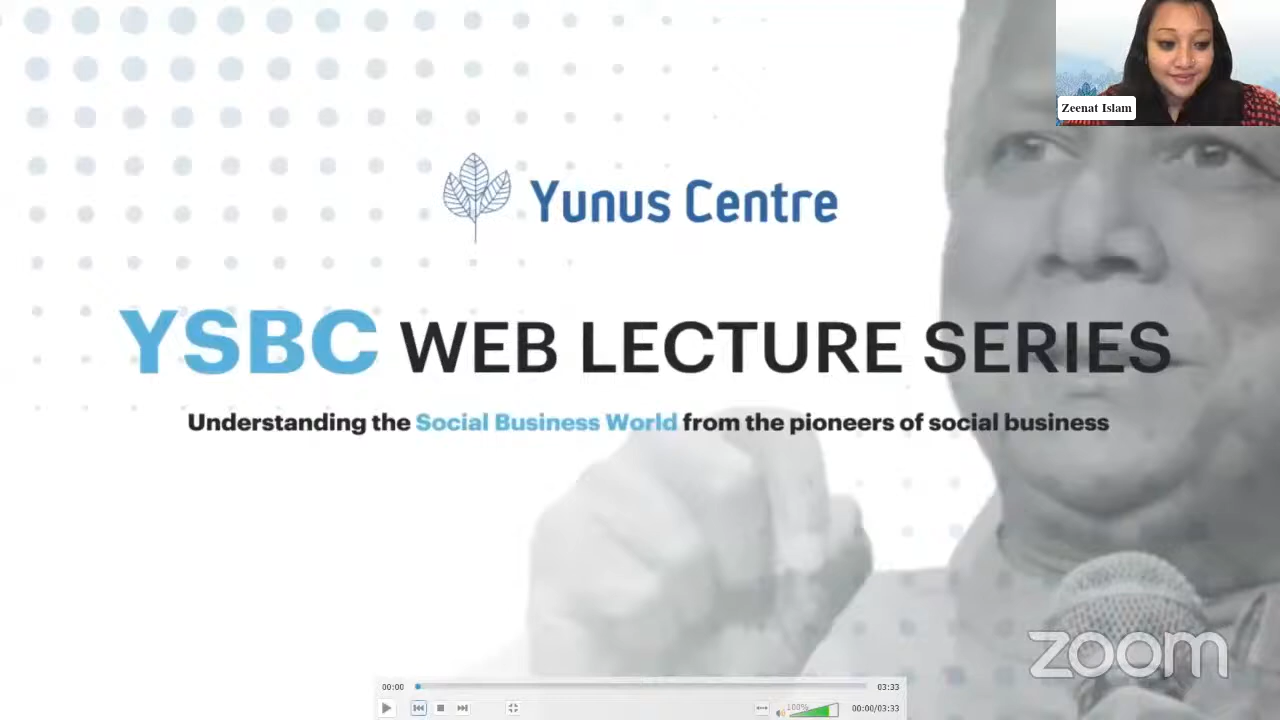 Zeenat Islam
Yunus Centre
YSBC WEB LECTURE SERIES
Understanding the Social Business World from the pioneers of social business
zoom
00:00
03:33
100%
00:00/03:33